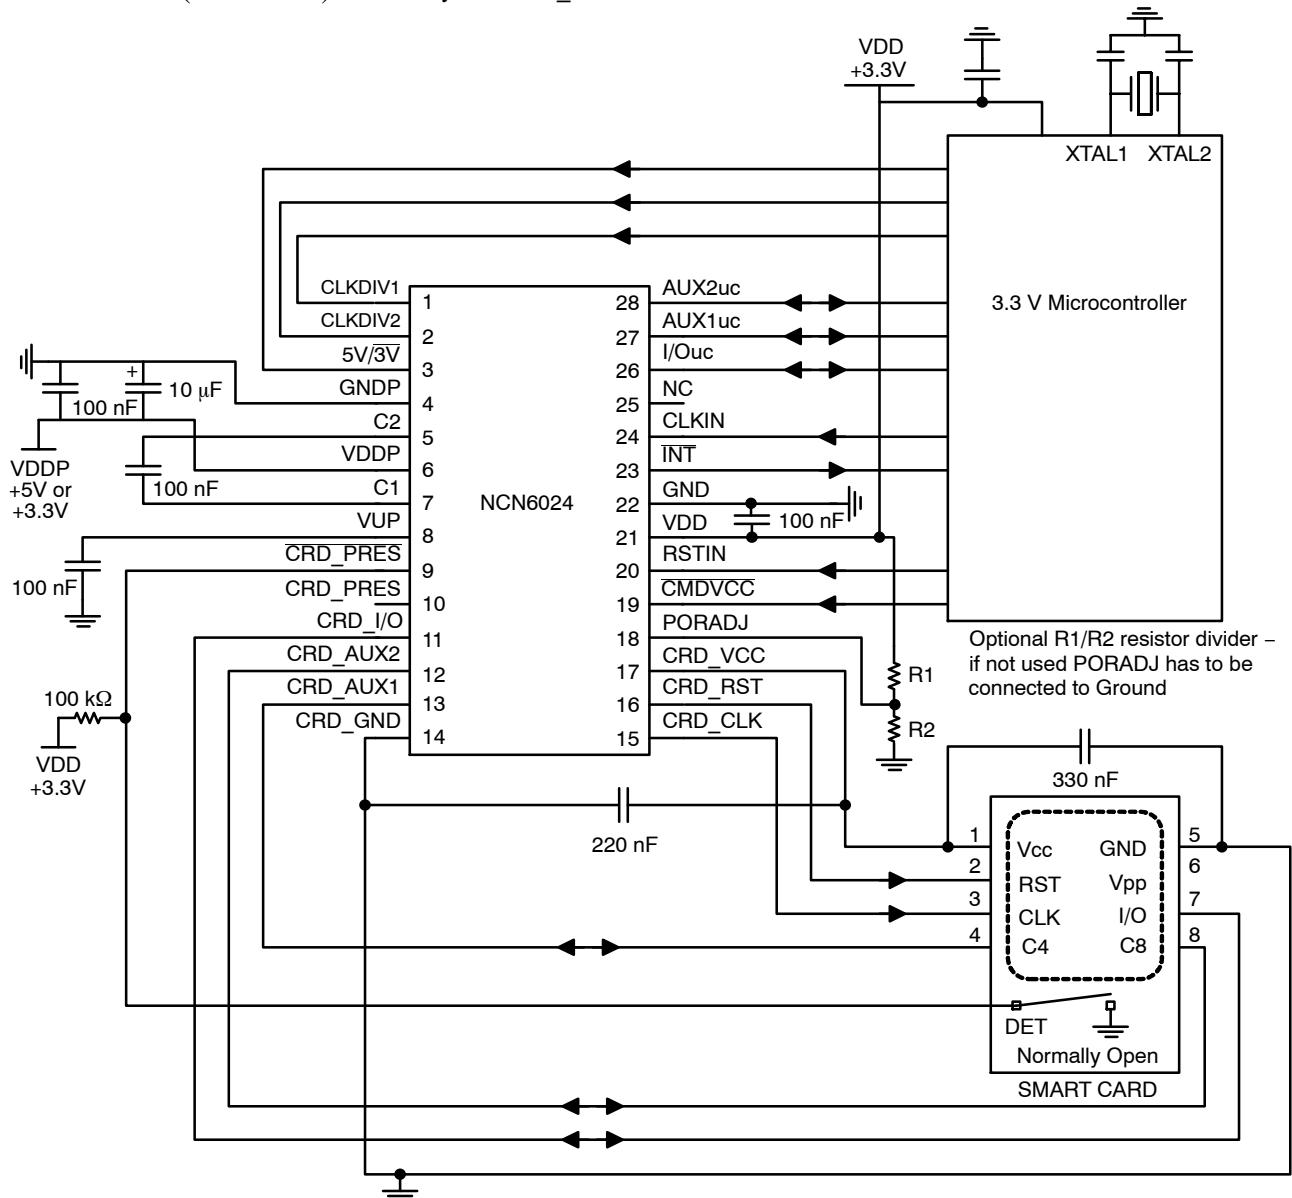 VDD
+3.3V
XTAL1 XTAL2
3.3 V Microcontroller
CLKDIV1
1
CLKDIV2
2
5V/3V
3
GNDP
4
C2
5
VDDP
6
C1
7
VUP
8
CRD_PRES
9
CRD_PRES
10
CRD_I/O
11
CRD_AUX2
12
CRD_AUX1
13
CRD_GND
14
NCN6024
28
AUX2uc
27
AUX1uc
26
I/Ouc
25
NC
24
CLKIN
23
INT
22
GND
21
VDD
20
RSTIN
19
CMDVCC
18
PORADJ
17
CRD_VCC
16
CRD_RST
15
CRD_CLK
+
10 μF
100 nF
VDDP
+5V or
+3.3V
100 nF
100 nF
100 nF
100 kΩ
VDD
+3.3V
R1
R2
Optional R1/R2 resistor divider –
if not used PORADJ has to be
connected to Ground
220 nF
330 nF
1
Vcc
GND
5
2
RST
Vpp
6
3
CLK
I/O
7
4
C4
C8
8
DET
Normally Open
SMART CARD